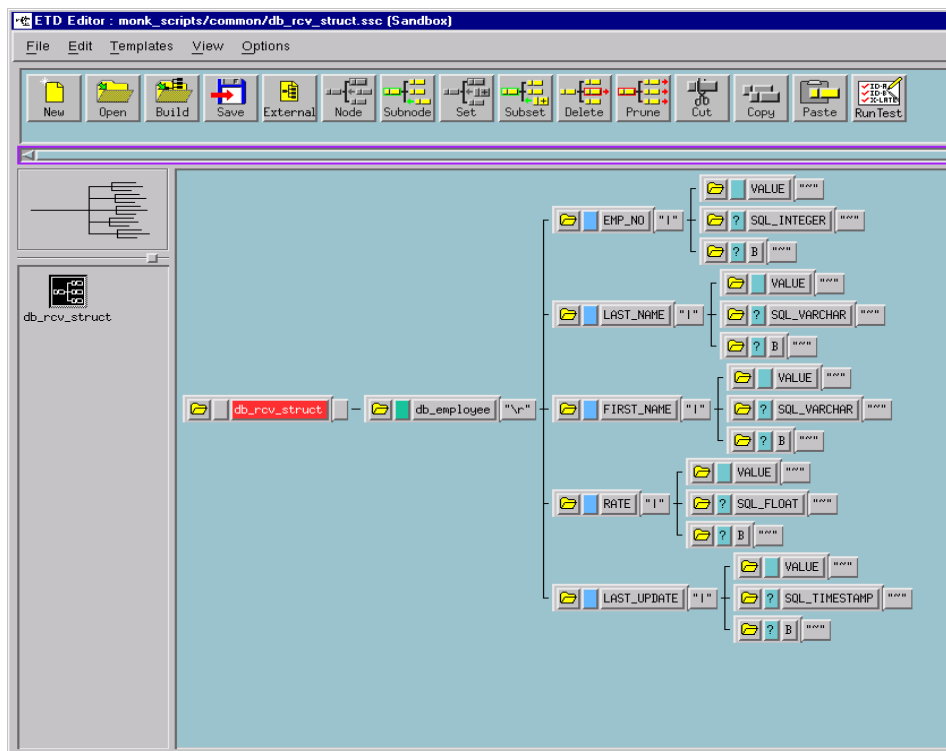 ETD Editor : monk_scripts/common/db_rcv_struct.ssc (Sandbox)
File Edit Templates View Options
New Open Build Save External Node Subnode Set Subset Delete Prune Cut Copy Paste RunTest
VALUE "~"
EMP_NO "|" ? SQL_INTEGER "~"
? B "~"
VALUE "~"
db_rcv_struct LAST_NAME "|" ? SQL_VARCHAR "~"
? B "~"
VALUE "~"
db_rcv_struct db_employee "\r" FIRST_NAME "|" ? SQL_VARCHAR "~"
? B "~"
VALUE "~"
RATE "|" ? SQL_FLOAT "~"
? B "~"
VALUE "~"
LAST_UPDATE "|" ? SQL_TIMESTAMP "~"
? B "~"